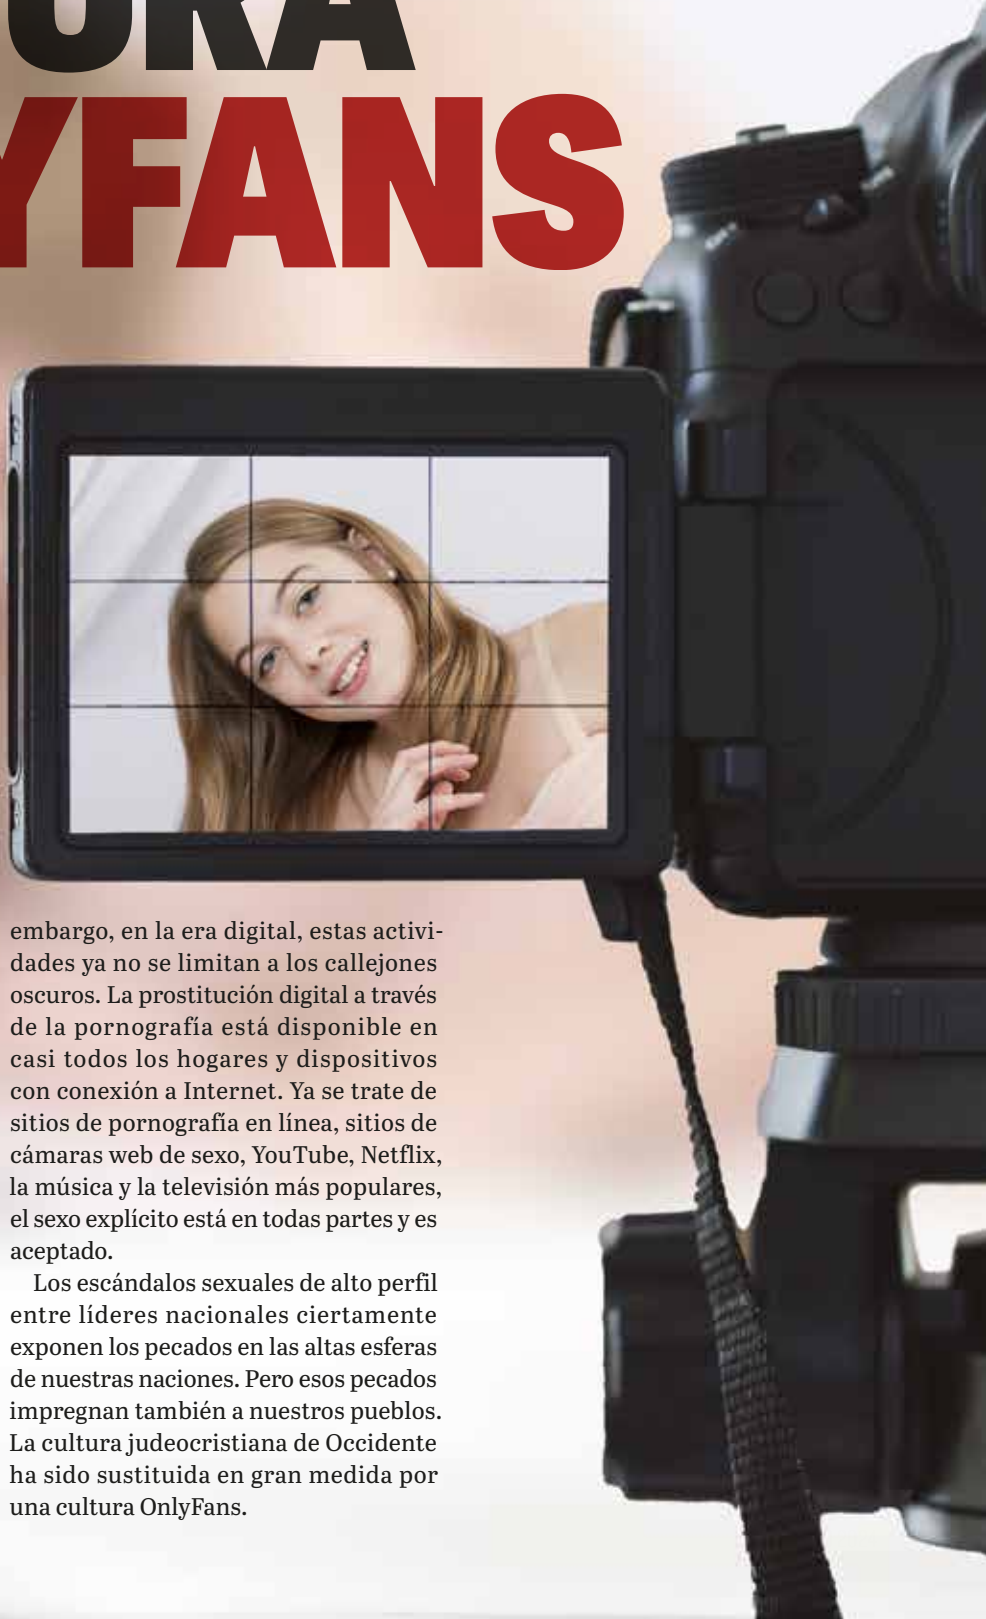 URA
YFANS
embargo, en la era digital, estas activi-
dades ya no se limitan a los callejones
oscuros. La prostitución digital a través
de la pornografía está disponible en
casi todos los hogares y dispositivos
con conexión a Internet. Ya se trate de
sitios de pornografía en línea, sitios de
cámaras web de sexo, YouTube, Netflix,
la música y la televisión más populares,
el sexo explícito está en todas partes y es
aceptado.
Los escándalos sexuales de alto perfil
entre líderes nacionales ciertamente
exponen los pecados en las altas esferas
de nuestras naciones. Pero esos pecados
impregnan también a nuestros pueblos.
La cultura judeocristiana de Occidente
ha sido sustituida en gran medida por
una cultura OnlyFans.